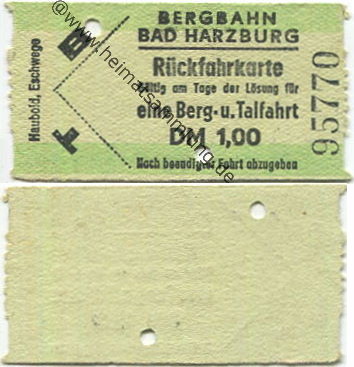 BERGBAHN
BAD HARZBURG
Rückfahrkarte
Gültig am Tage der Lösung für
eine Berg- u. Talfahrt
DM 1,00
Nach beendigter Fahrt abzugeben
95770
Haubold, Eschwege
B
T
@www.heimatsammlung.de